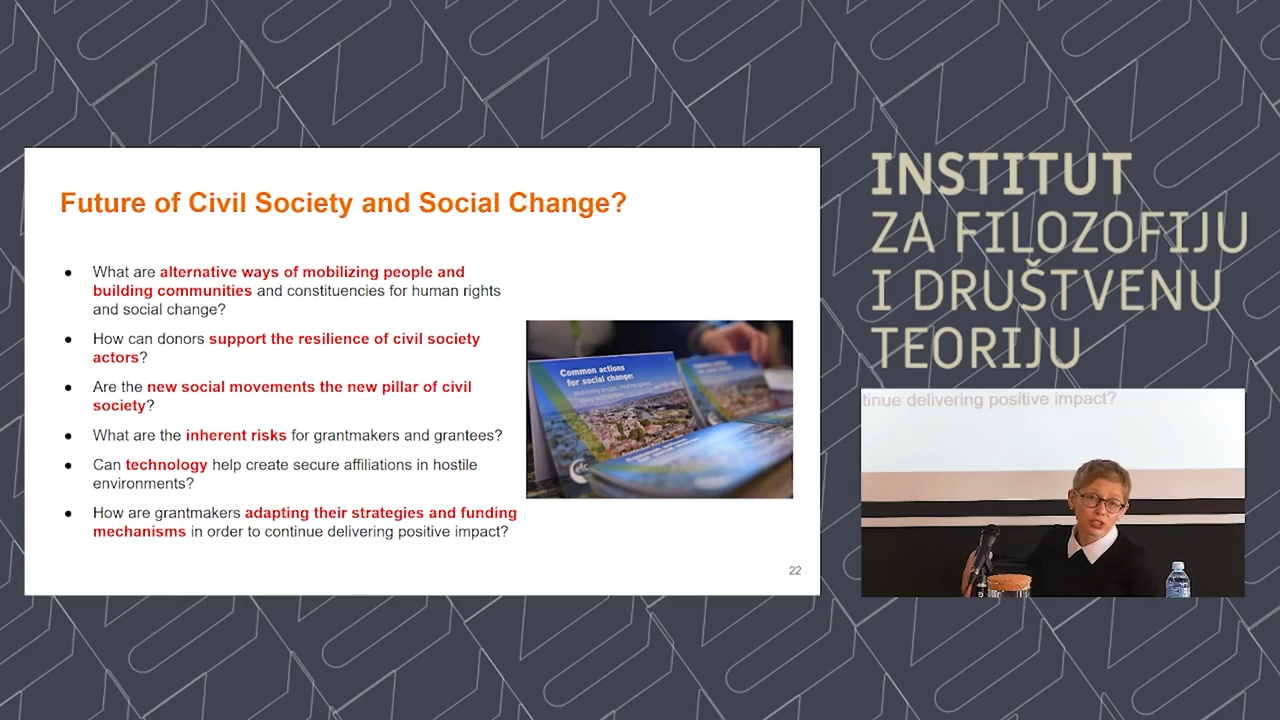 Future of Civil Society and Social Change?
● What are alternative ways of mobilizing people and
building communities and constituencies for human rights
and social change?
● How can donors support the resilience of civil society
actors?
● Are the new social movements the new pillar of civil
society?
● What are the inherent risks for grantmakers and grantees?
● Can technology help create secure affiliations in hostile
environments?
● How are grantmakers adapting their strategies and funding
mechanisms in order to continue delivering positive impact?
Common actions
for social change:
22
INSTITUT
ZA FILOZOFIJU
I DRUŠTVENU
TEORIJU
tinue delivering positive impact?